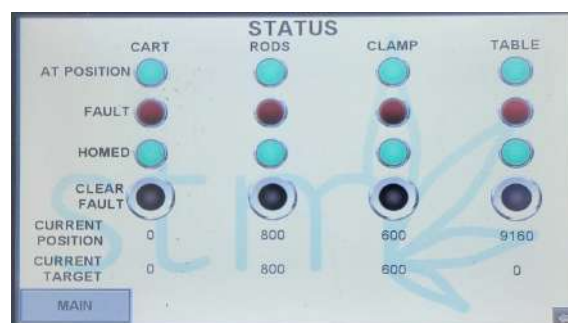 STATUS
CART RODS CLAMP TABLE
AT POSITION
FAULT
HOMED
CLEAR
FAULT
CURRENT
POSITION 0 800 600 9160
CURRENT
TARGET 0 800 600 0
stm
MAIN